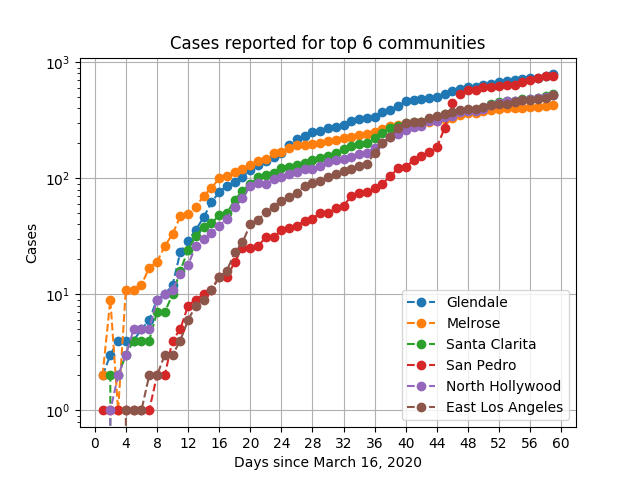 Cases reported for top 6 communities
10³
10²
10¹
10⁰
Cases
Glendale
Melrose
Santa Clarita
San Pedro
North Hollywood
East Los Angeles
0 4 8 12 16 20 24 28 32 36 40 44 48 52 56 60
Days since March 16, 2020